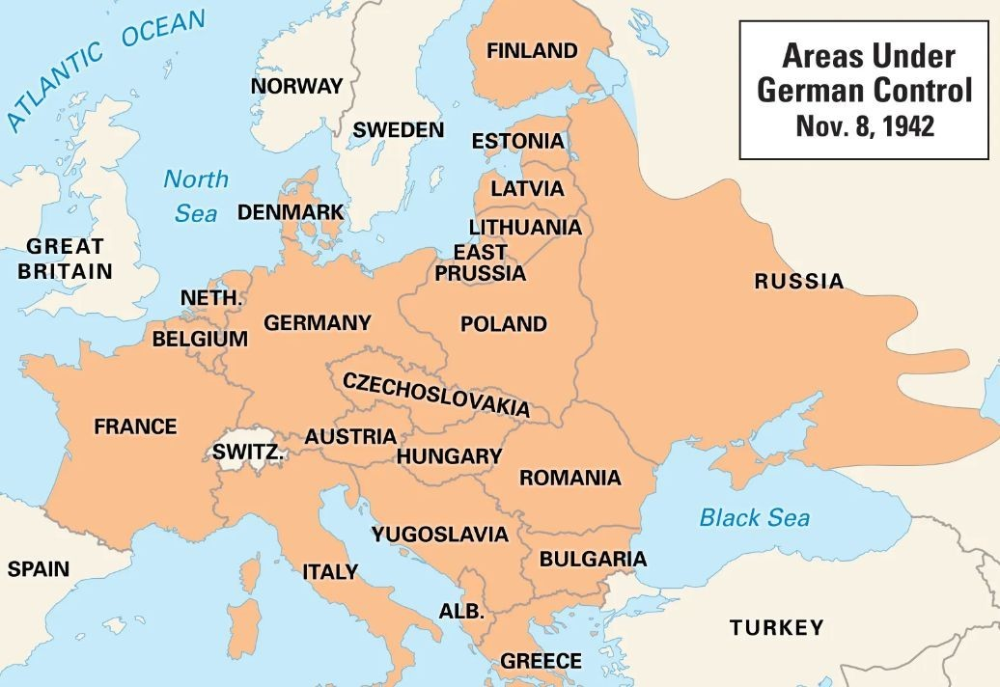 ATLANTIC OCEAN
Areas Under
German Control
Nov. 8, 1942
FINLAND
NORWAY
SWEDEN
ESTONIA
North
Sea
LATVIA
DENMARK
LITHUANIA
GREAT
BRITAIN
EAST
PRUSSIA
RUSSIA
NETH.
GERMANY
POLAND
BELGIUM
CZECHOSLOVAKIA
FRANCE
AUSTRIA
SWITZ.
HUNGARY
ROMANIA
Black Sea
YUGOSLAVIA
BULGARIA
SPAIN
ITALY
ALB.
TURKEY
GREECE